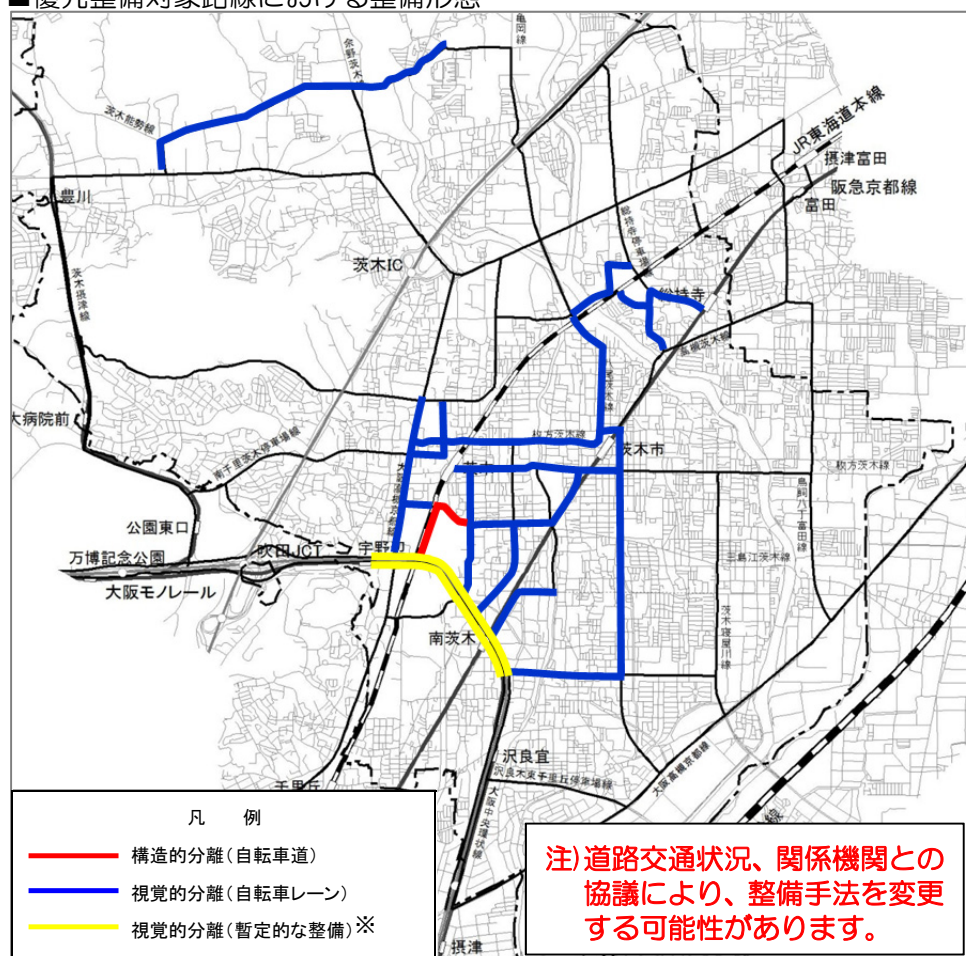 ■優先整備対象路線における整備形態
余野茨木線
亀岡線
茨木能勢線
JR東海道本線
摂津富田
阪急京都線
富田
豊川
茨木IC
総持寺停車場
総持寺
茨木摂津線
高槻茨木線
大病院前
南千里茨木停車場線
枚方茨木線
茨木市
枚方茨木線
大阪高槻京都線
鳥飼八千富田線
公園東口
万博記念公園
吹田JCT
宇野辺
三島江茨木線
大阪モノレール
茨木寝屋川線
南茨木
沢良宜
沢良木東千里丘停車場線
大阪高槻京都線
千里丘
大阪中央環状線
線
凡 例
構造的分離(自転車道)
視覚的分離(自転車レーン)
視覚的分離(暫定的な整備)※
注)道路交通状況、関係機関との
協議により、整備手法を変更
する可能性があります。
摂津